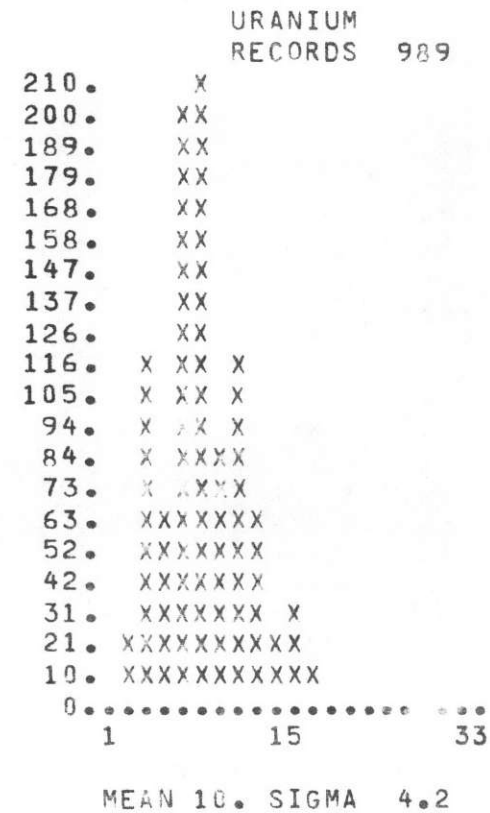 URANIUM
RECORDS 989
210. X
200. XX
189. XX
179. XX
168. XX
158. XX
147. XX
137. XX
126. XX
116. X XX X
105. X XX X
94. X XX X
84. X XXXX
73. X XXXX
63. XXXXXXX
52. XXXXXXX
42. XXXXXXX
31. XXXXXXX X
21. XXXXXXXXXX
10. XXXXXXXXXXX
0.......................
1 15 33
MEAN 10. SIGMA 4.2